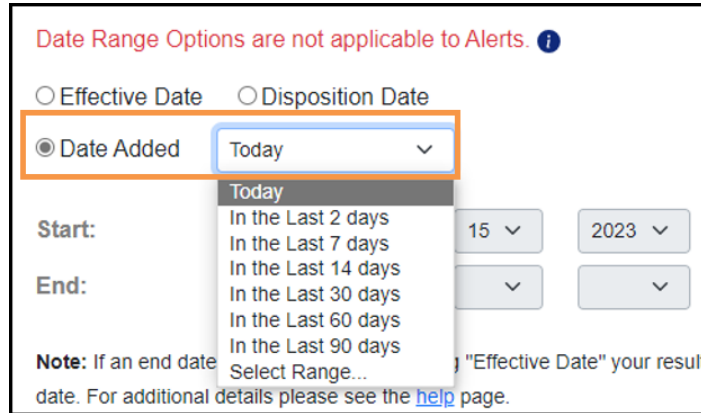 Date Range Options are not applicable to Alerts. i
Effective Date Disposition Date
Date Added Today
Today
In the Last 2 days
Start: 15 2023
In the Last 7 days
In the Last 14 days
End:
In the Last 30 days
In the Last 60 days
In the Last 90 days
Note: If an end date "Effective Date" your
Select Range...
date. For additional details please see the help page.